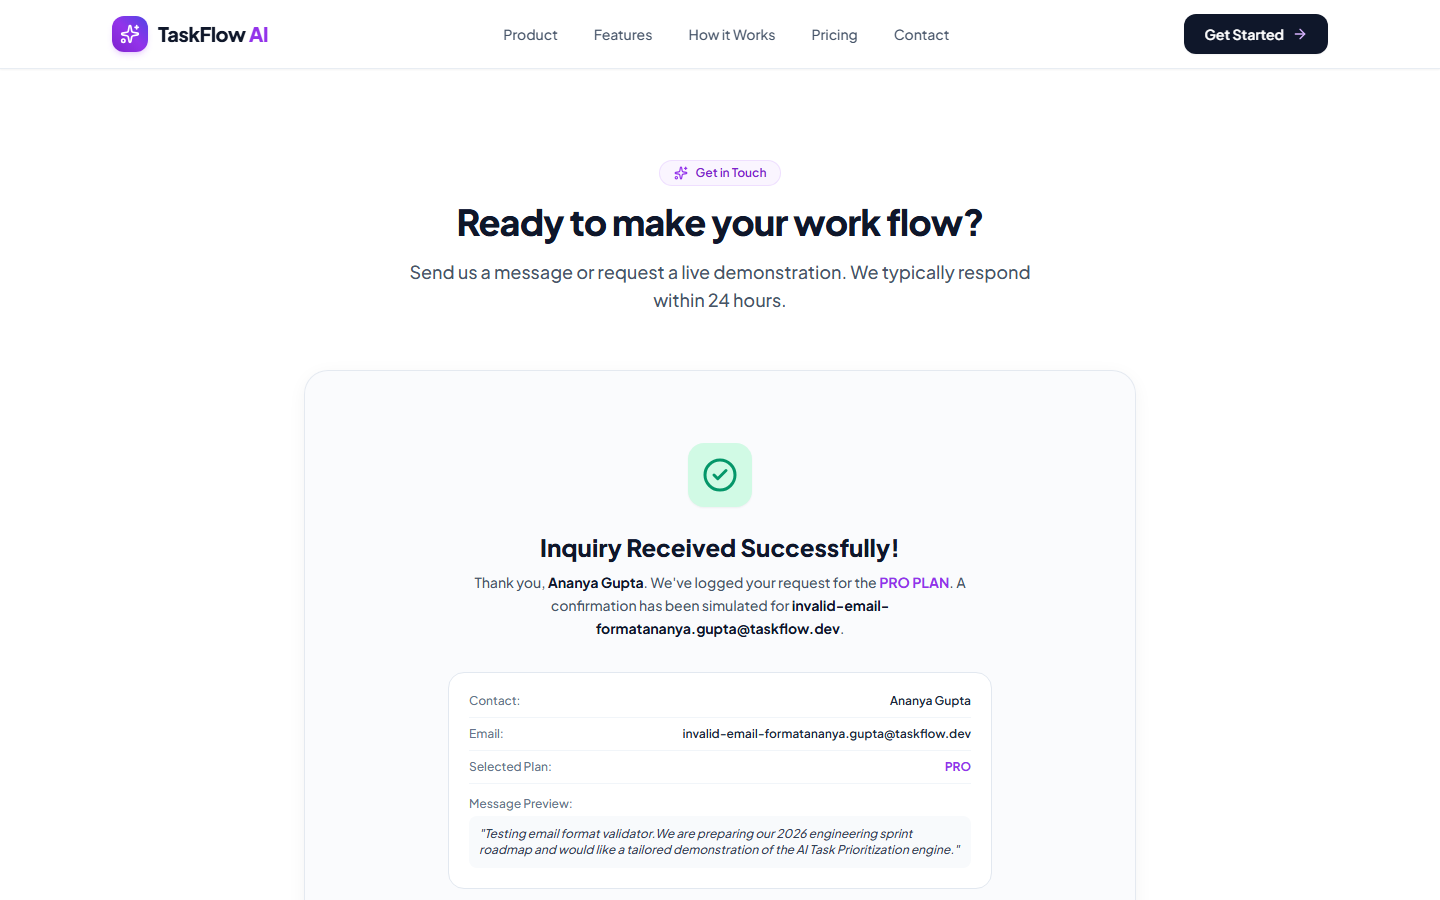 TaskFlow AI
Product
Features
How it Works
Pricing
Contact
Get Started
Get in Touch
Ready to make your work flow?
Send us a message or request a live demonstration. We typically respond
within 24 hours.
Inquiry Received Successfully!
Thank you, Ananya Gupta. We've logged your request for the PRO PLAN. A
confirmation has been simulated for invalid-email-
formatananya.gupta@taskflow.dev.
Contact: Ananya Gupta
Email: invalid-email-formatananya.gupta@taskflow.dev
Selected Plan: PRO
Message Preview:
"Testing email format validator.We are preparing our 2026 engineering sprint
roadmap and would like a tailored demonstration of the AI Task Prioritization engine."